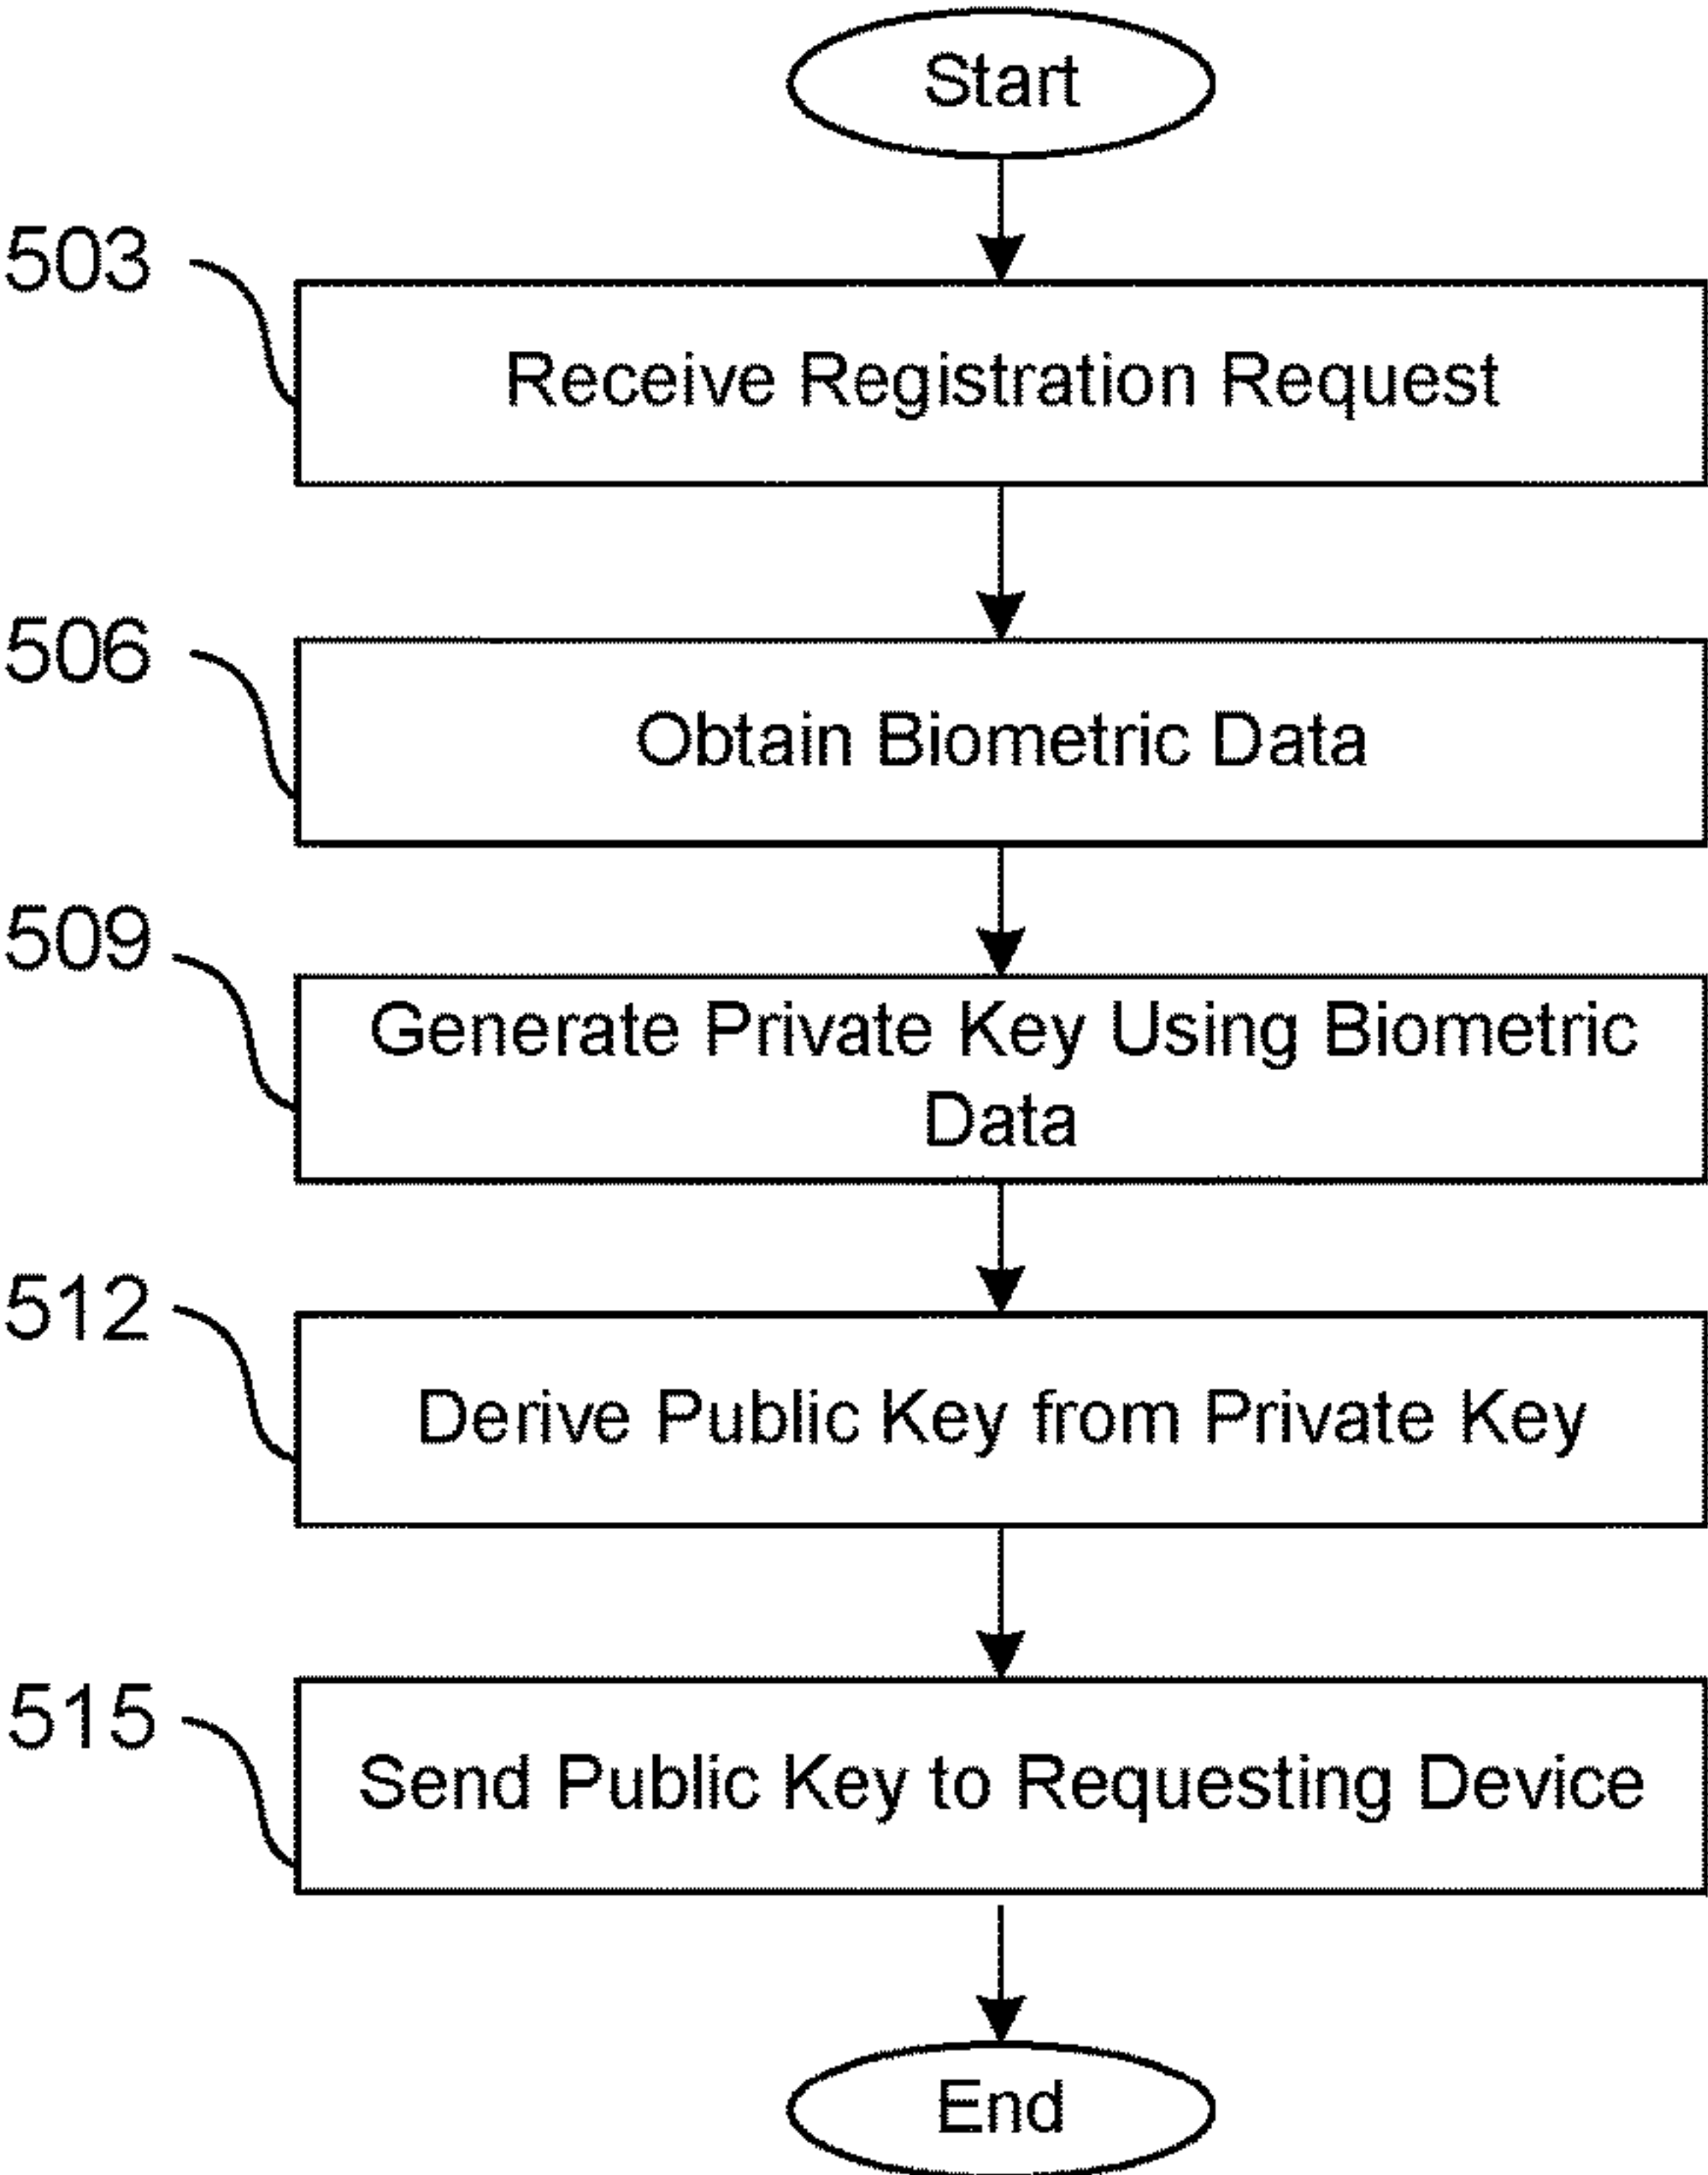 Start
503
Receive Registration Request
506
Obtain Biometric Data
509
Generate Private Key Using Biometric
Data
512
Derive Public Key from Private Key
515
Send Public Key to Requesting Device
End